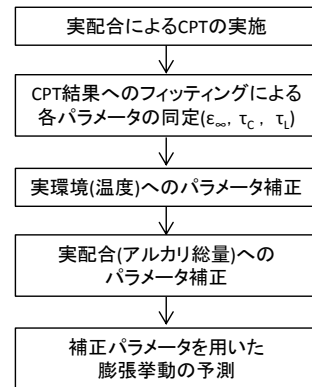 実配合によるCPTの実施
CPT結果へのフィッティングによる
各パラメータの同定(ε∞, τC , τL)
実環境(温度)へのパラメータ補正
実配合(アルカリ総量)への
パラメータ補正
補正パラメータを用いた
膨張挙動の予測